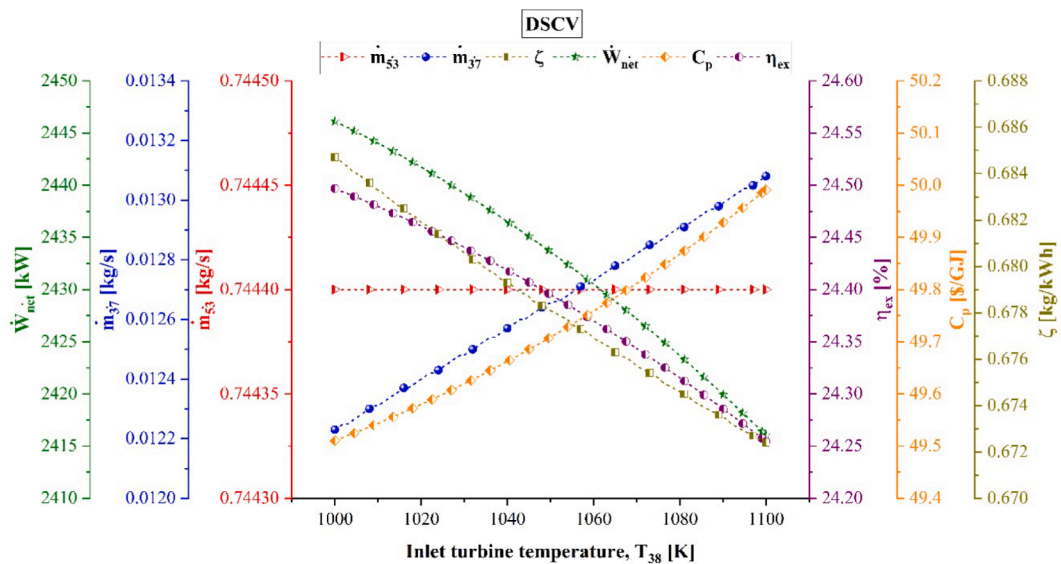 DSCV
ṁ53 ṁ37 ζ Ẇnet Cp ηex
2450 0.0134 0.74450 24.60 50.2 0.688
2445 0.0132 24.55 50.1 0.686
2440 0.0130 0.74445 24.50 50.0 0.684
2435 0.0128 24.45 49.9 0.682
2430 0.0126 0.74440 24.40 49.8 0.680
2425 0.0124 24.35 49.7 0.678
2420 0.0122 0.74435 24.30 49.6 0.676
2415 0.0120 24.25 49.5 0.674
2410 0.74430 24.20 49.4 0.672
0.670
Ẇnet [kW]
ṁ37 [kg/s]
ṁ53 [kg/s]
ηex [%]
Cp [$/GJ]
ζ [kg/kWh]
1000 1020 1040 1060 1080 1100
Inlet turbine temperature, T38 [K]